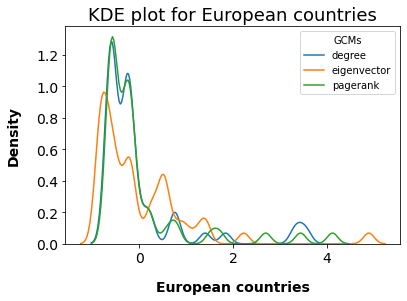 KDE plot for European countries
GCMs
degree
eigenvector
pagerank
Density
1.2
1.0
0.8
0.6
0.4
0.2
0.0
0 2 4
European countries